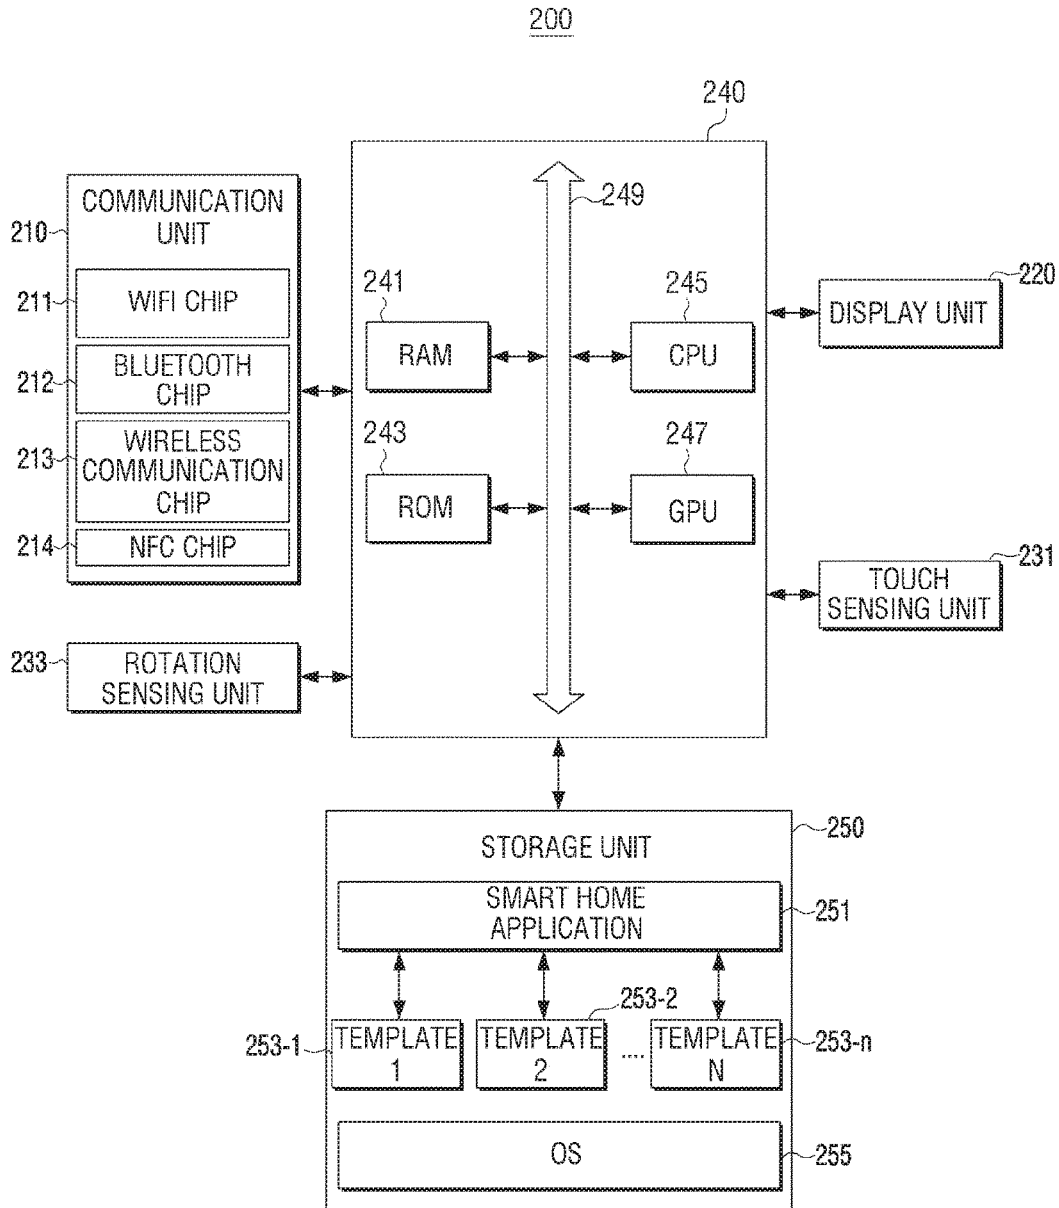 200
240
249
COMMUNICATION
UNIT
210
211
WIFI CHIP
212
BLUETOOTH
CHIP
213
WIRELESS
COMMUNICATION
CHIP
214
NFC CHIP
233
ROTATION
SENSING UNIT
241
RAM
243
ROM
245
CPU
247
GPU
220
DISPLAY UNIT
231
TOUCH
SENSING UNIT
250
STORAGE UNIT
SMART HOME
APPLICATION
251
253-1
TEMPLATE
1
253-2
TEMPLATE
2
....
TEMPLATE
N
253-n
OS
255